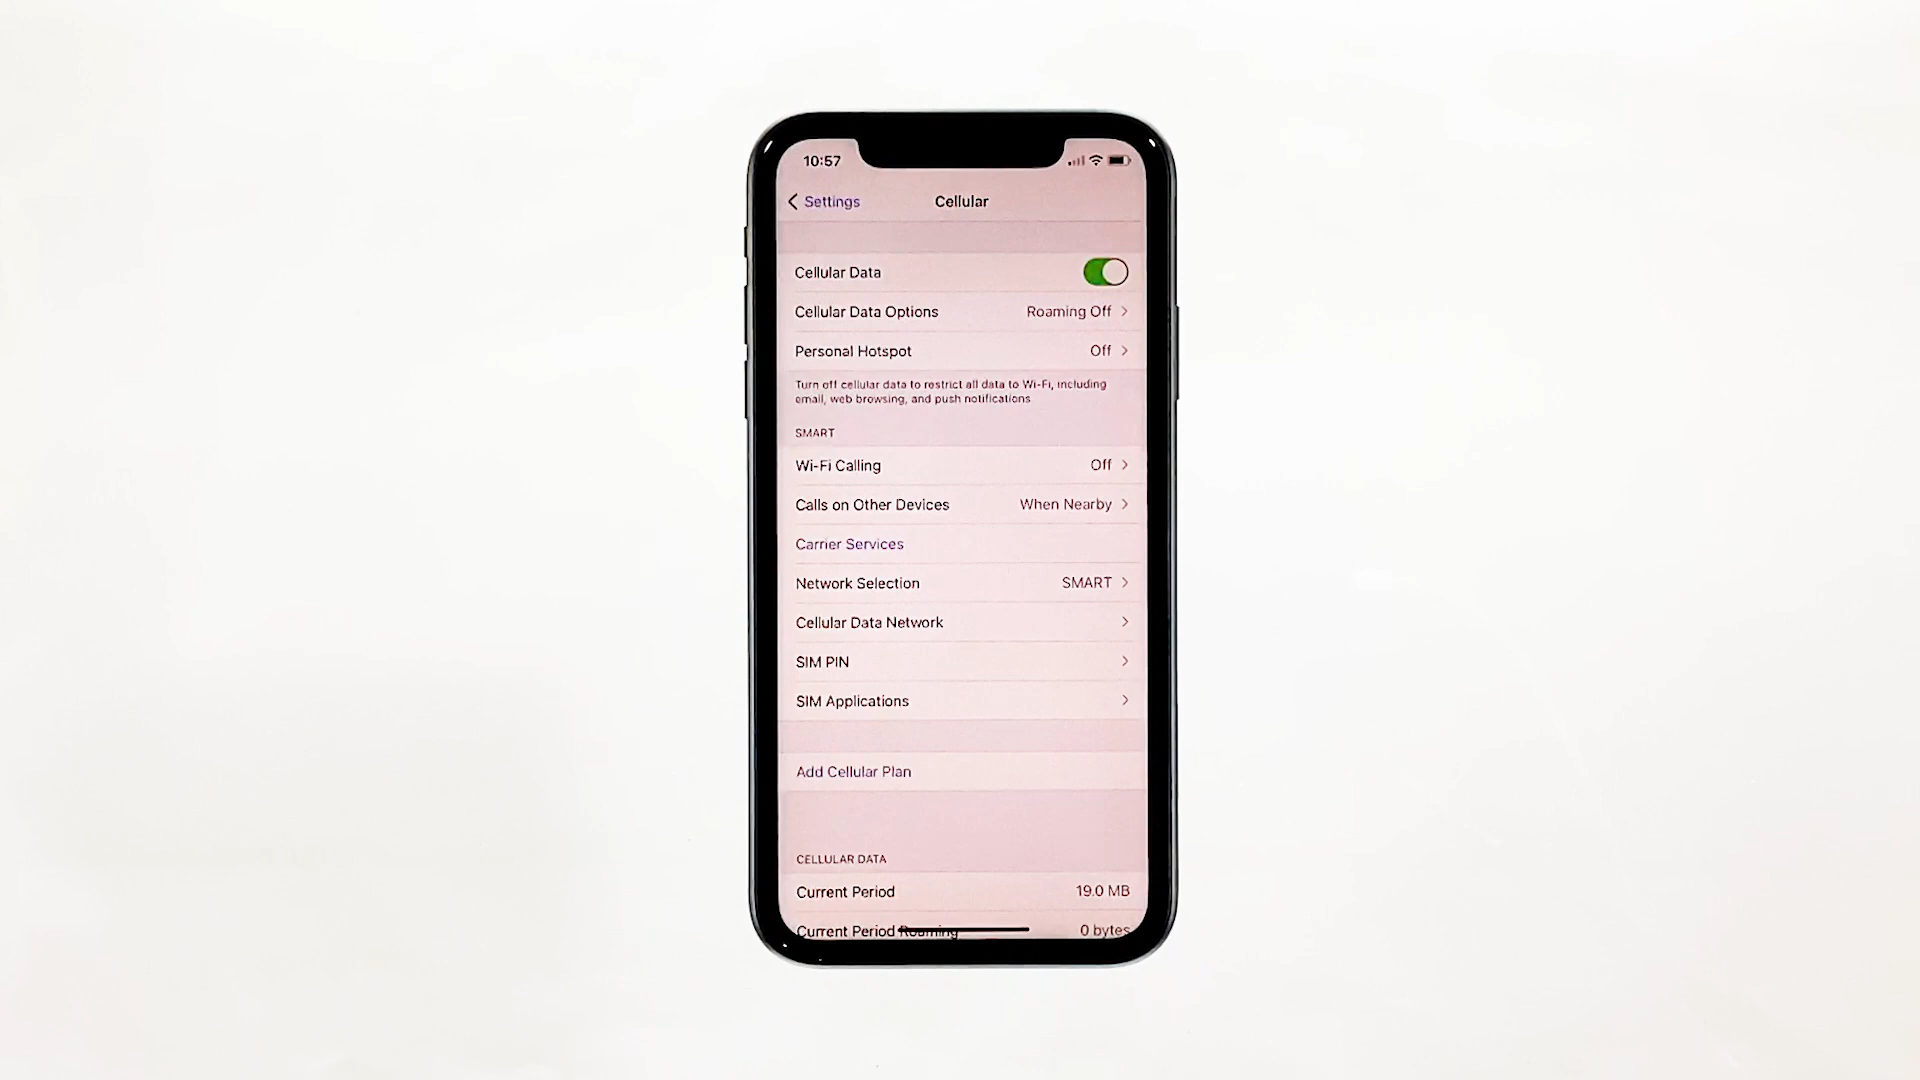 10:57
Settings
Cellular
Cellular Data
Cellular Data Options Roaming Off
Personal Hotspot Off
Turn off cellular data to restrict all data to Wi-Fi, including
email, web browsing, and push notifications
SMART
Wi-Fi Calling Off
Calls on Other Devices When Nearby
Carrier Services
Network Selection SMART
Cellular Data Network
SIM PIN
SIM Applications
Add Cellular Plan
CELLULAR DATA
Current Period 19.0 MB
Current Period Roaming 0 bytes